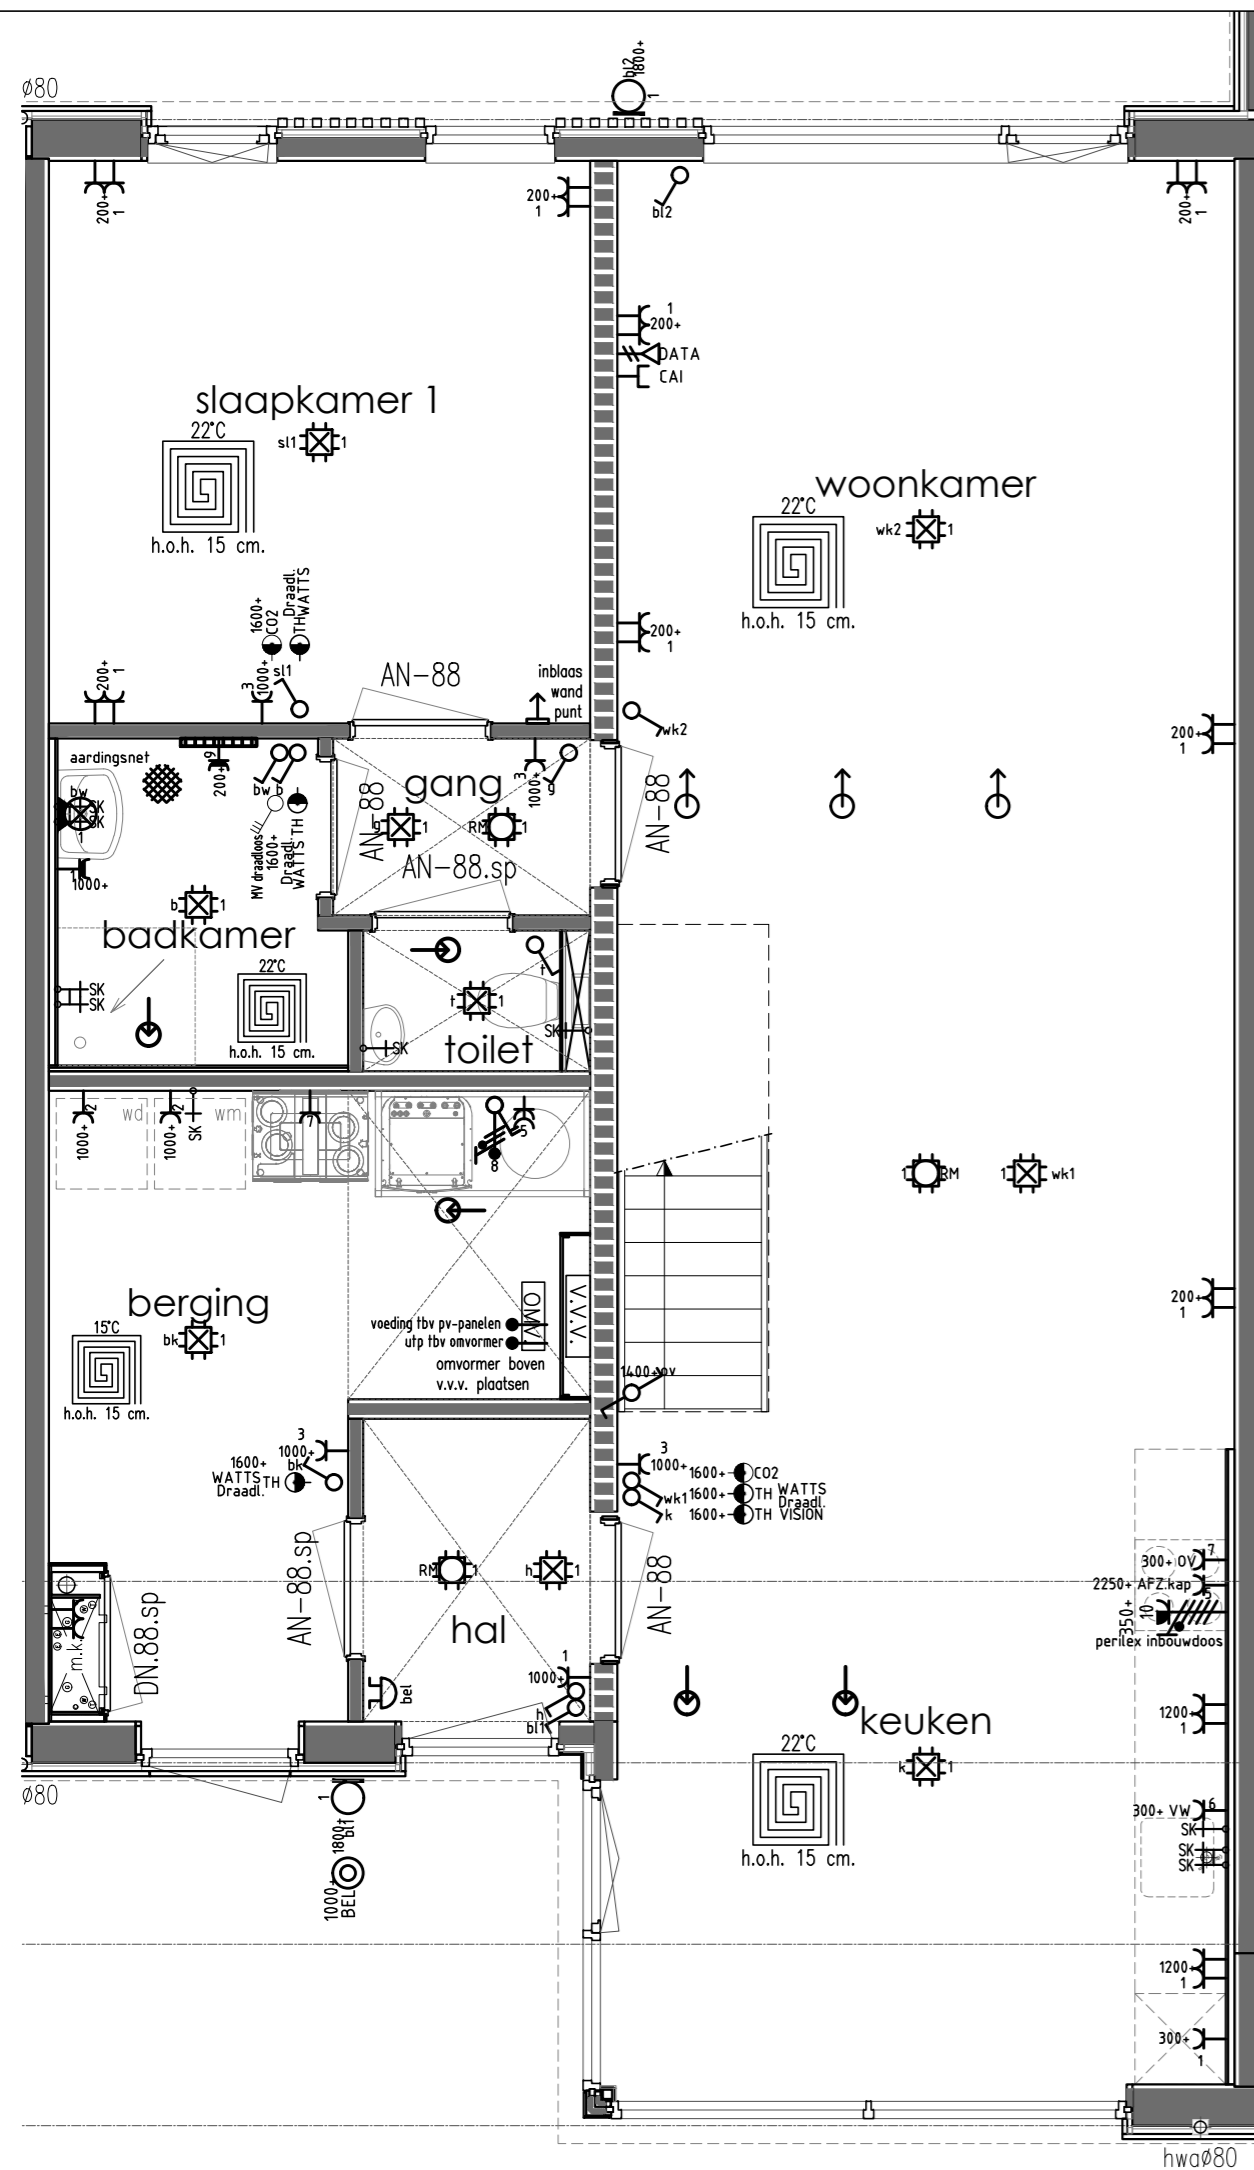 ø80
bl2
1800+
1
200+
1
200+
1
bl2
200+
1
1
200+
DATA
CAI
slaapkamer 1
22°C
sl1
1
h.o.h. 15 cm.
woonkamer
22°C
wk2
1
h.o.h. 15 cm.
1600+
CO2
Draadl.
TH WATTS
200+
1
200+
1
3
1000+
sl1
AN-88
inblaas
wand
punt
wk2
200+
1
aardingsnet
9
200+
bw
b
gang
3
1000+
g
bw
SK
SK
1
MV draadloos
1600+
Draadl.
WATTS TH
AN-88
g
1
RM
1
AN-88
1
1000+
AN-88.sp
b
1
badkamer
22°C
h.o.h. 15 cm.
SK
SK
t
t
1
SK
SK
toilet
2
1000+
wd
2
1000+
SK
wm
7
5
8
1
RM
1
wk1
berging
15°C
bk
1
h.o.h. 15 cm.
OMV.
V.V.V.
voeding tbv pv-panelen
utp tbv omvormer
omvormer boven
v.v.v. plaatsen
200+
1
1400+
ov
3
1000+
bk
1600+
WATTS TH
Draadl.
3
1000+
wk1
k
1600+
CO2
1600+
TH WATTS
Draadl.
1600+
TH VISION
AN-88.sp
RM
1
h
1
hal
AN-88
300+ OV
7
2250+ AFZ.kap
5
350+
10
perilex inbouwdoos
m.k.
DN.88.sp
bel
1
1000+
h
bl1
keuken
22°C
k
1
h.o.h. 15 cm.
1200+
1
ø80
1
1800+
bl1
1000+
BEL
300+ VW
6
SK
SK
SK
1200+
1
300+
1
hwaø80